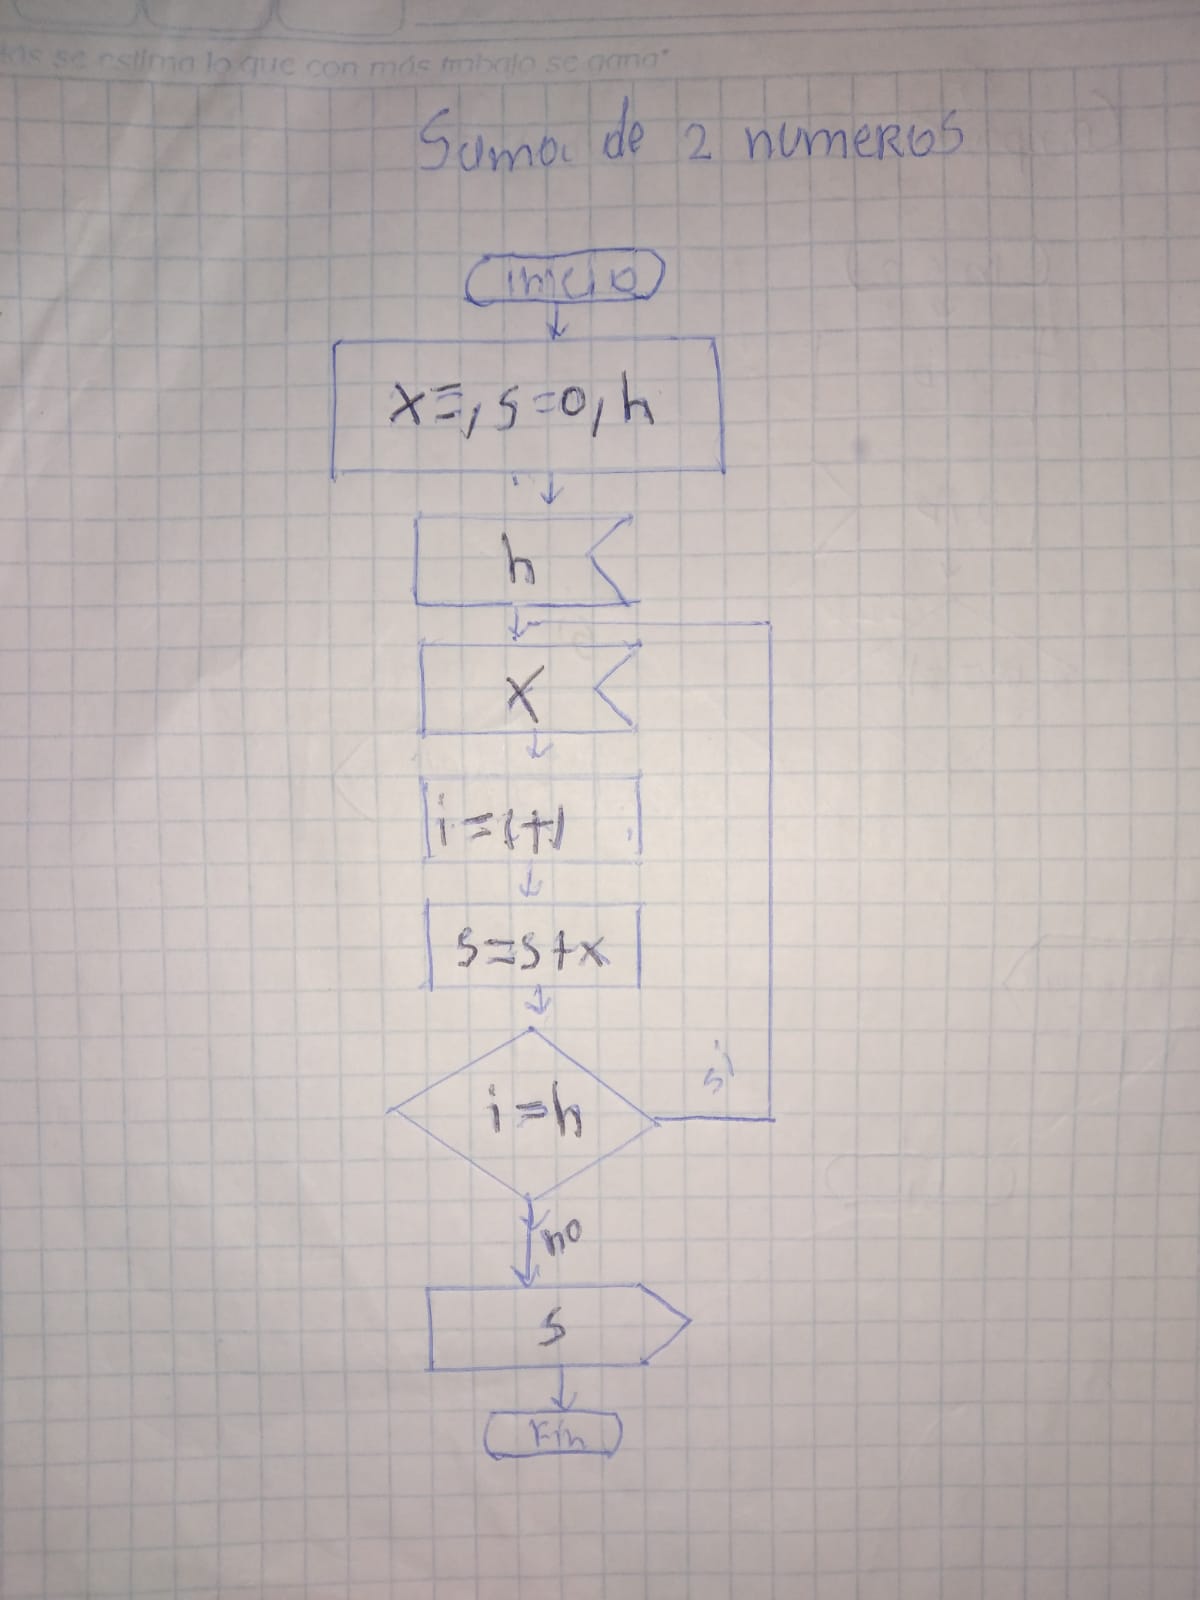 se estima lo que con más trabajo se gana"
Suma de 2 numeros
inicio
x=, s=0, h
h
x
i=1+1
s=s+x
i=h
si
no
s
Fin